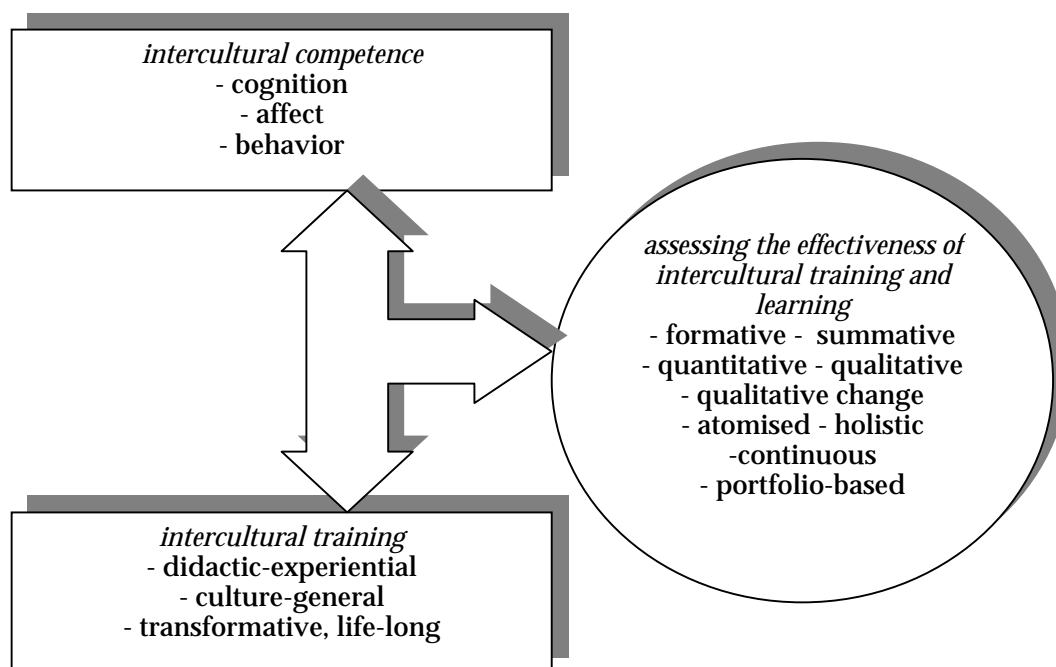 intercultural competence
- cognition
- affect
- behavior
assessing the effectiveness of
intercultural training and
learning
- formative - summative
- quantitative - qualitative
- qualitative change
- atomised - holistic
-continuous
- portfolio-based
intercultural training
- didactic-experiential
- culture-general
- transformative, life-long